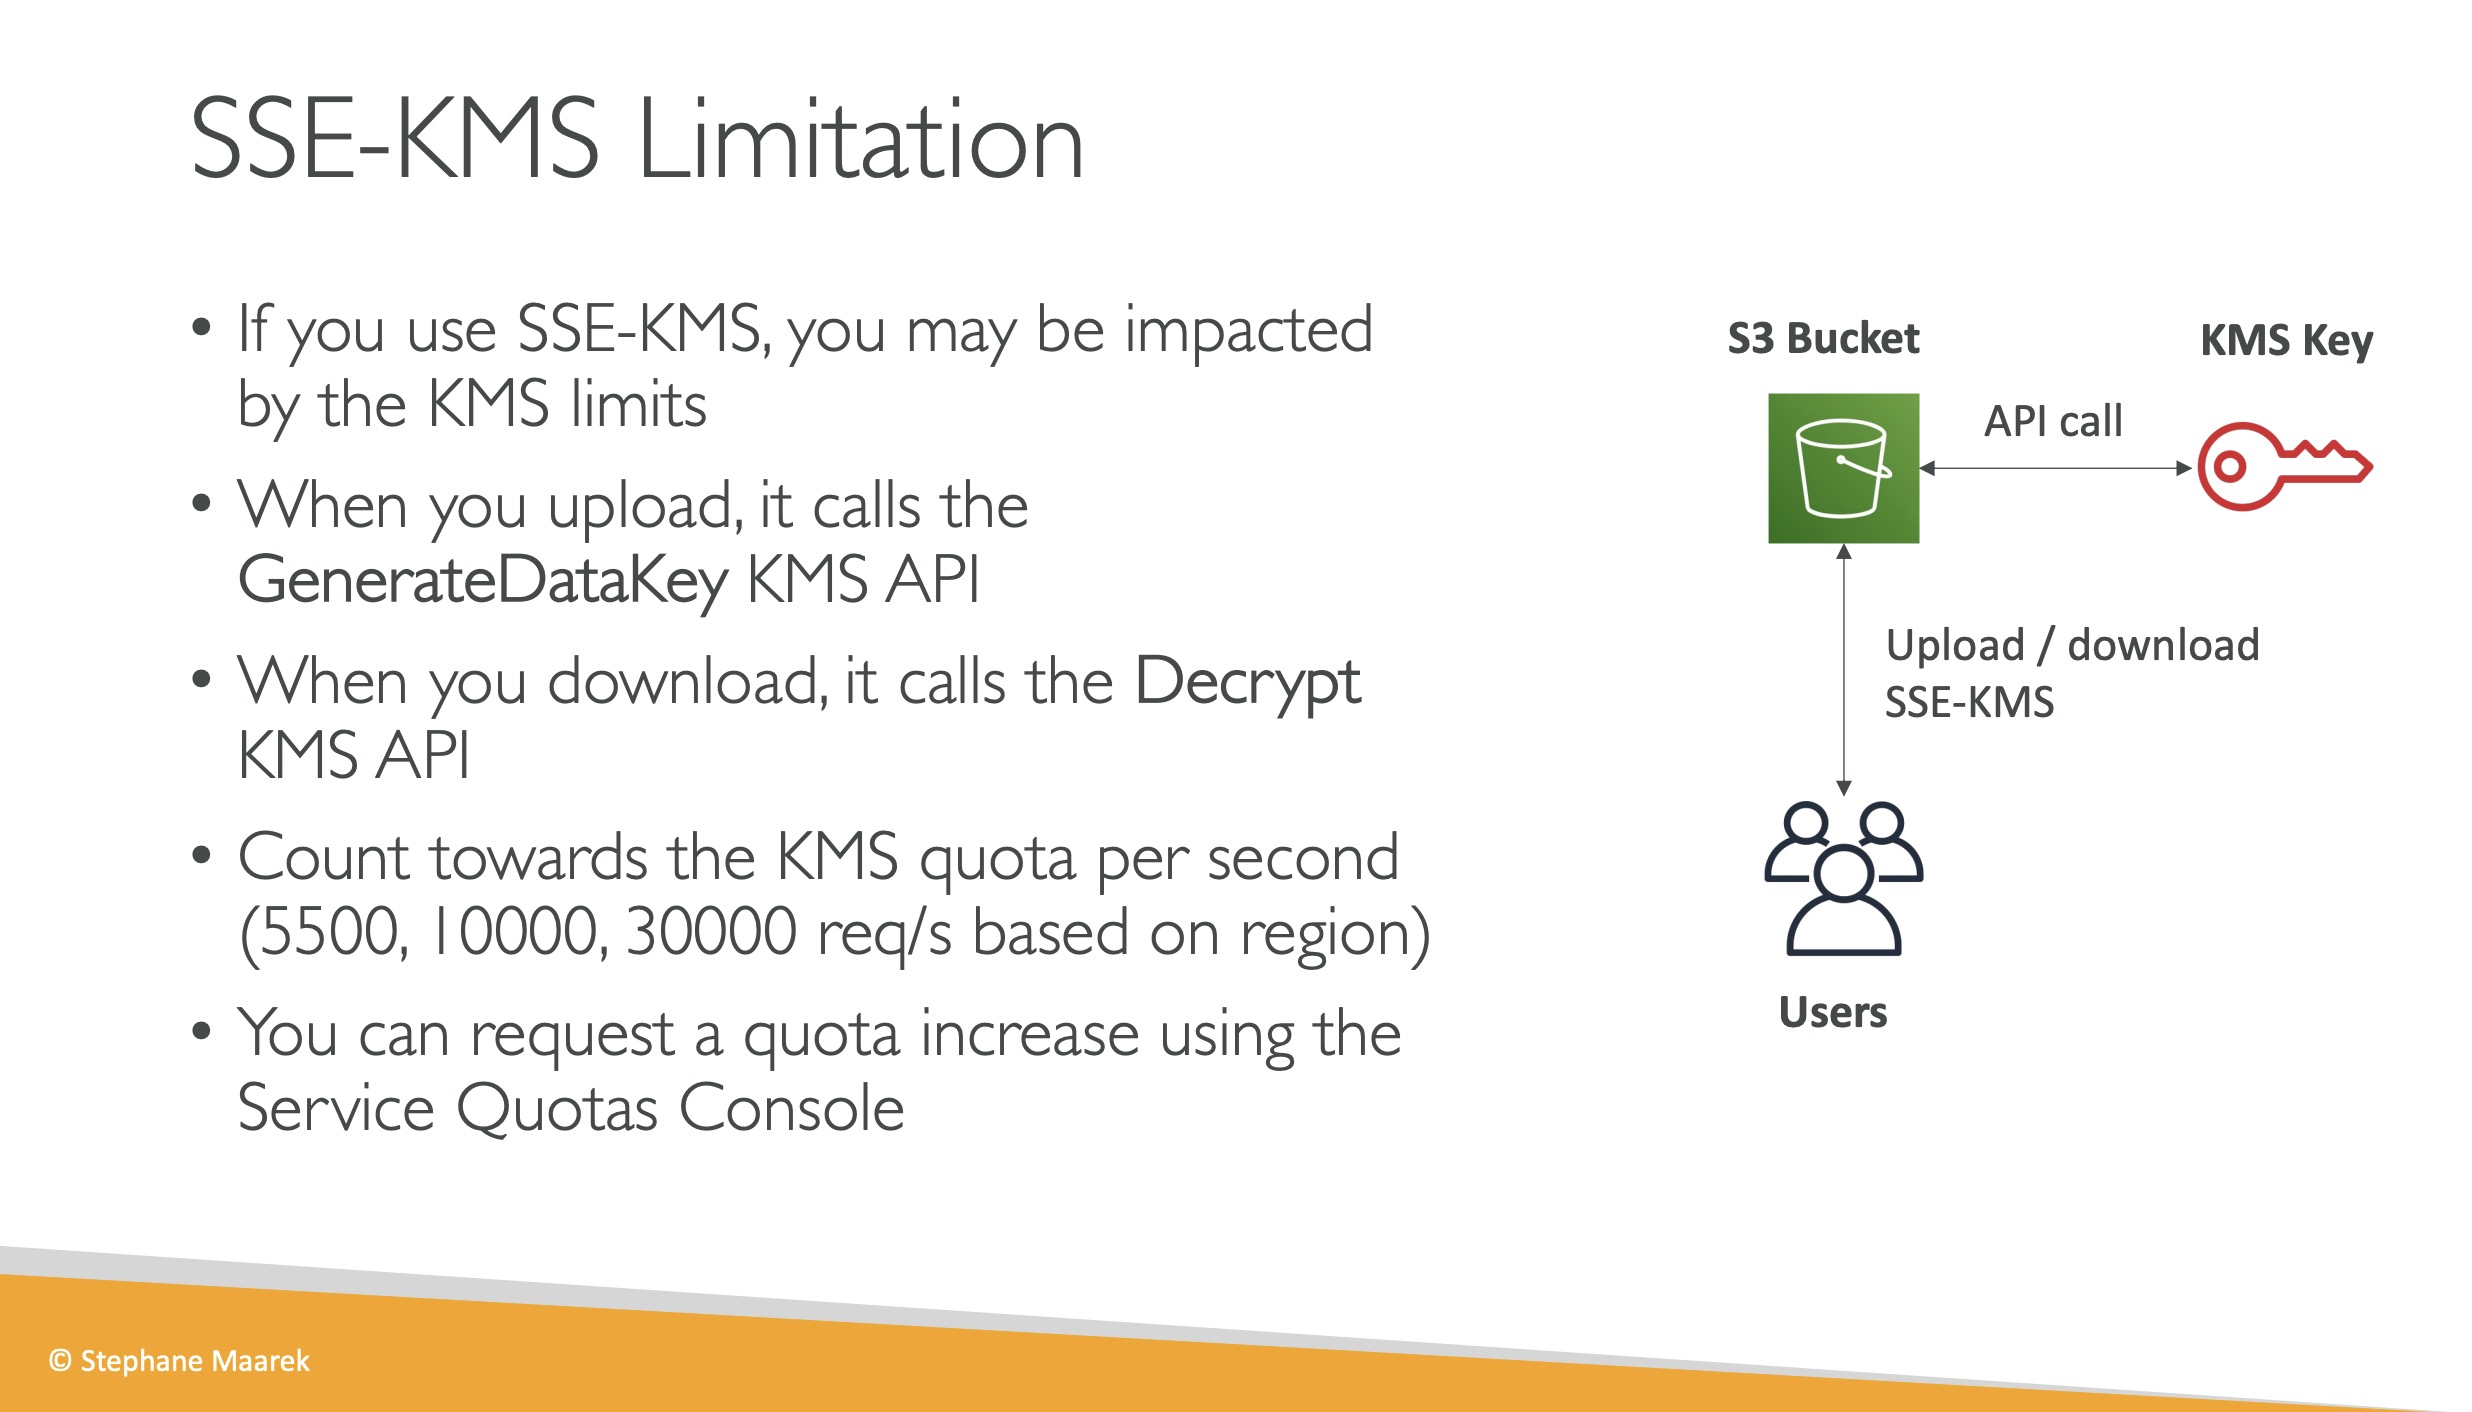 SSE-KMS Limitation
• If you use SSE-KMS, you may be impacted
by the KMS limits
• When you upload, it calls the
GenerateDataKey KMS API
• When you download, it calls the Decrypt
KMS API
• Count towards the KMS quota per second
(5500, 10000, 30000 req/s based on region)
• You can request a quota increase using the
Service Quotas Console
S3 Bucket
KMS Key
API call
Upload / download
SSE-KMS
Users
© Stephane Maarek